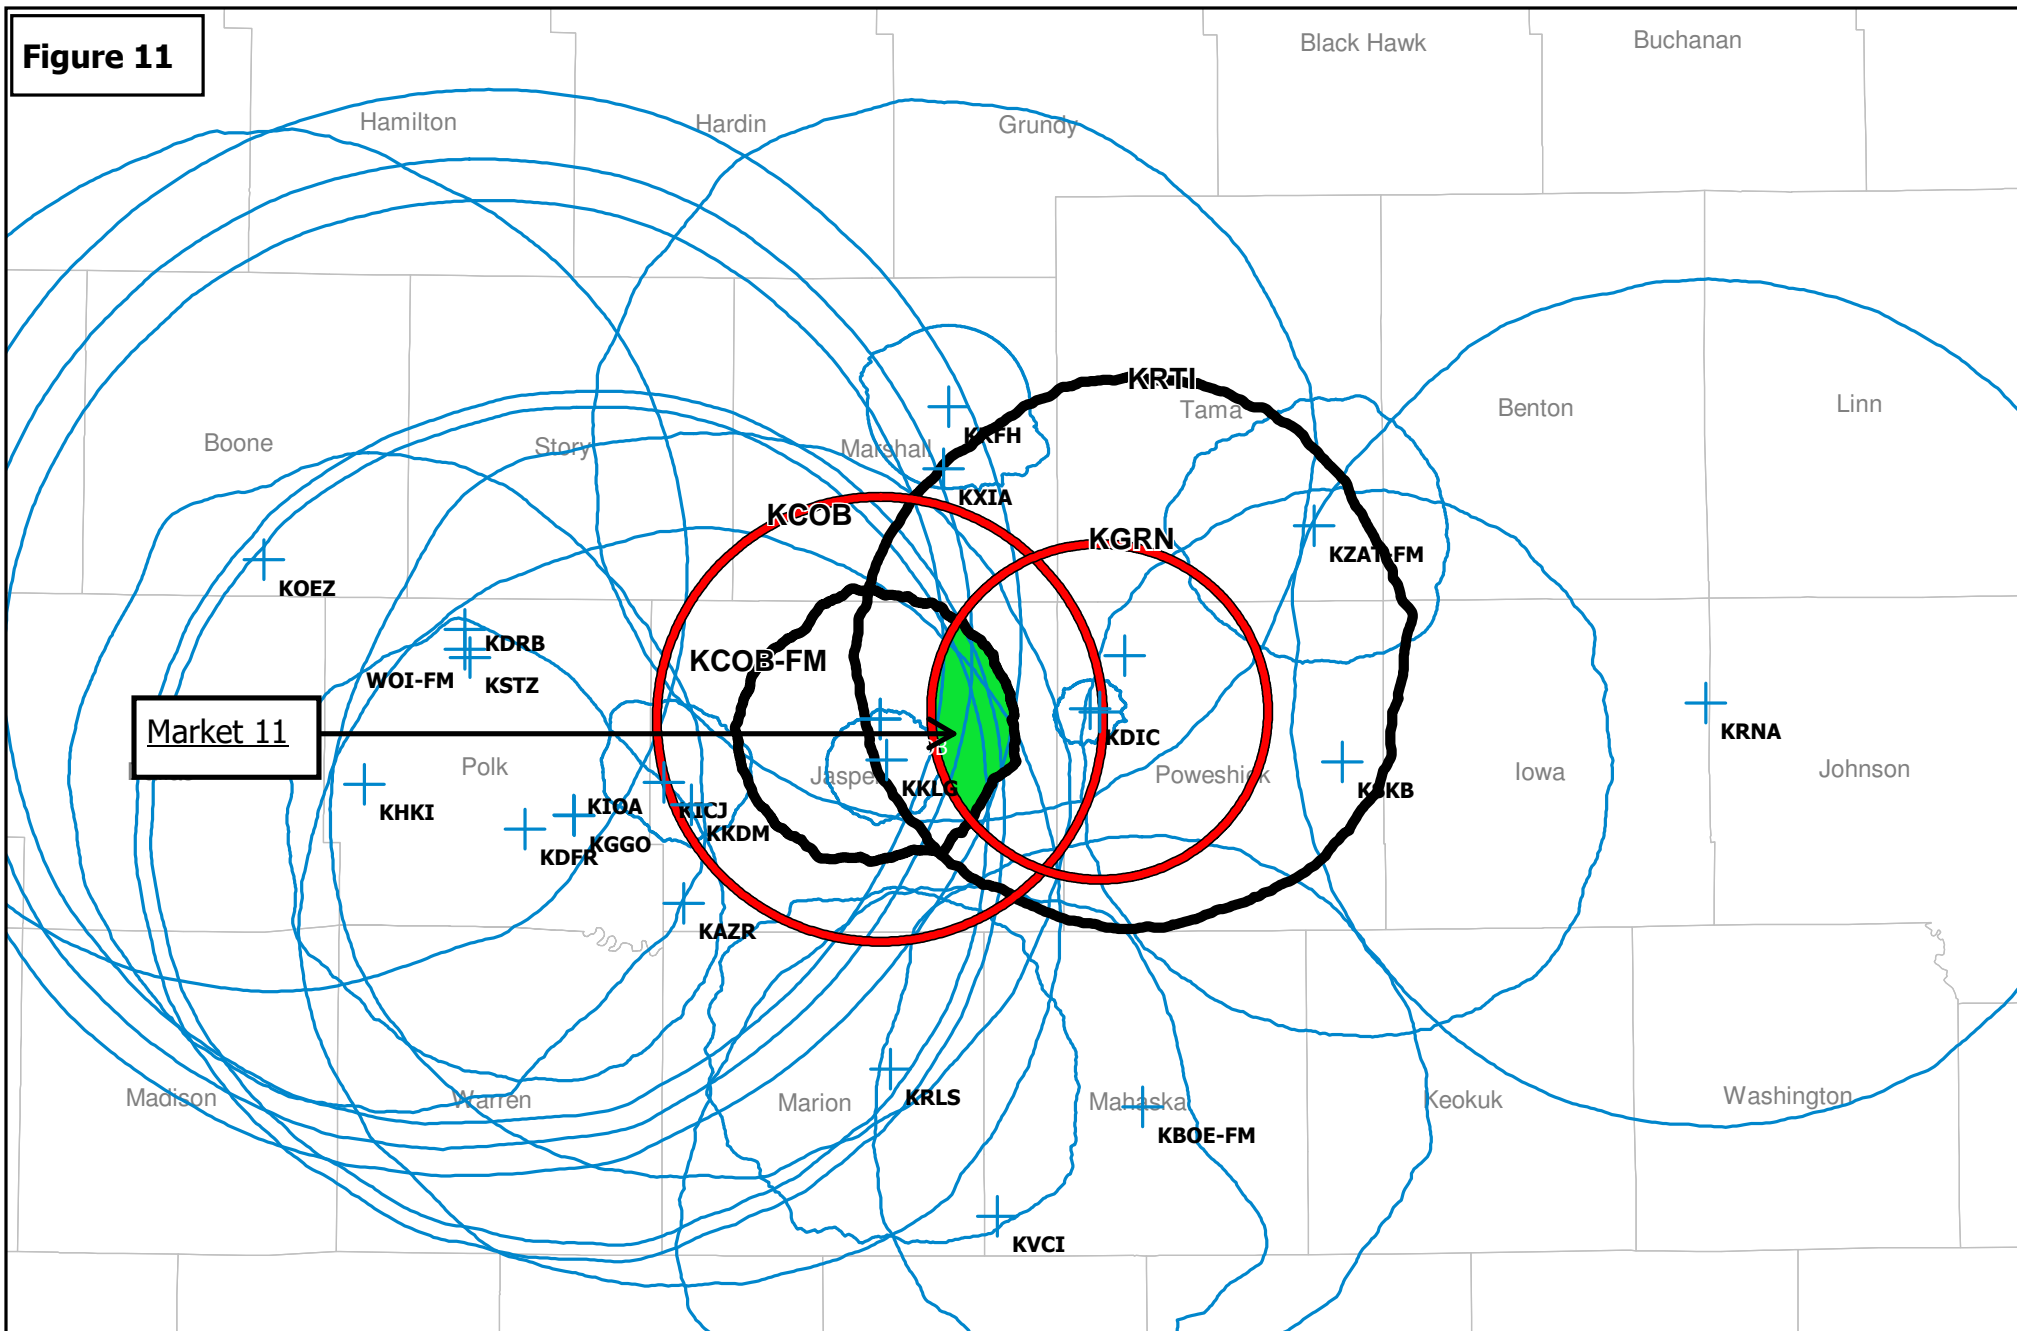 Figure 11
Black Hawk
Buchanan
Hamilton
Hardin
Grundy
KRTI
Tama
Benton
Linn
Boone
Story
Marshall
KRFH
KXIA
KCOB
KGRN
KZAT-FM
KOEZ
KDRB
WOI-FM
KSTZ
KCOB-FM
Market 11
KDIC
KRNA
Polk
Jasper
Poweshiek
Iowa
Johnson
KKLG
KSKB
KHKI
KIOA
KICJ
KKDM
KGGO
KDFR
KAZR
Madison
Warren
Marion
KRLS
Mahaska
Keokuk
Washington
KBOE-FM
KVCI